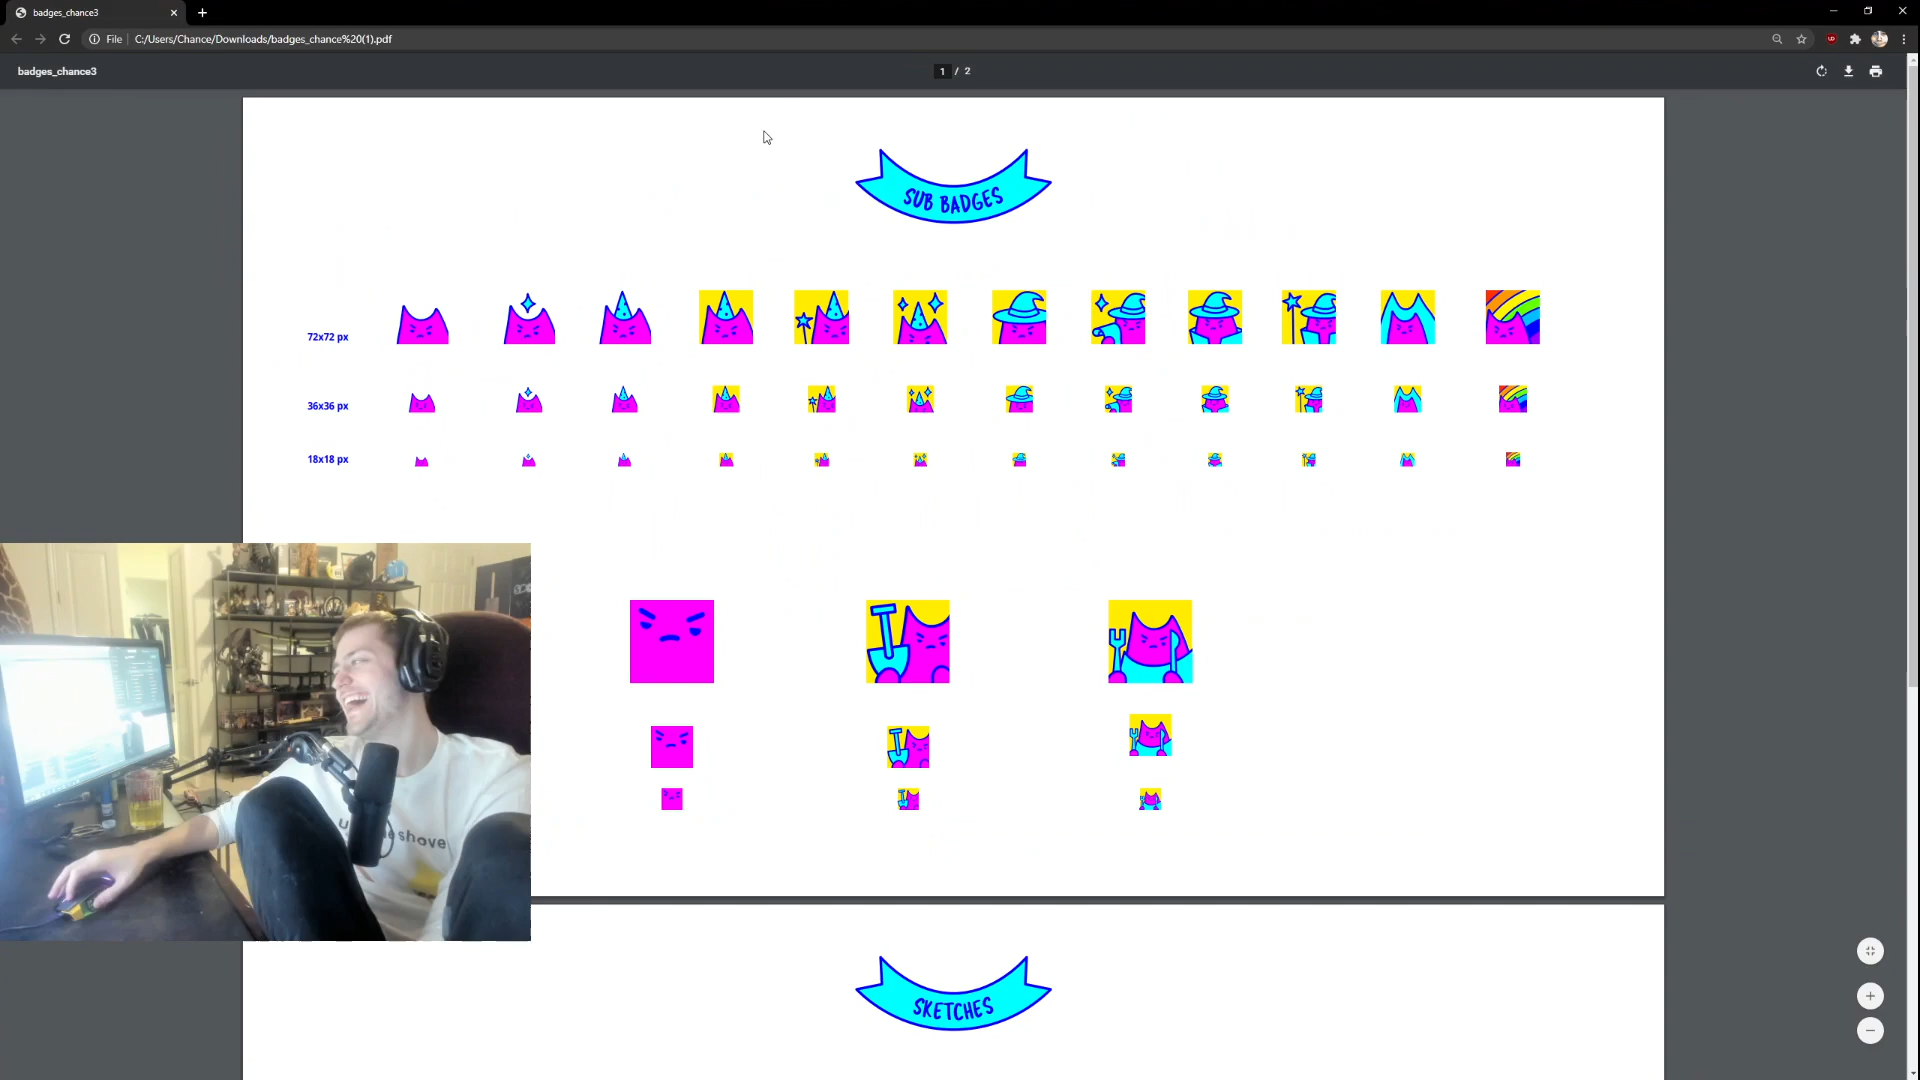 badges_chance3
File
C:/Users/Chance/Downloads/badges_chance%20(1).pdf
badges_chance3
1 / 2
SUB BADGES
72x72 px
36x36 px
18x18 px
shove
SKETCHES